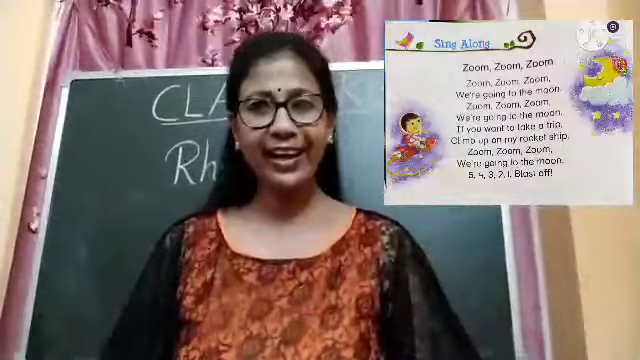 CLA
Rh
Sing Along
Zoom, Zoom, Zoom
Zoom, Zoom, Zoom,
We're going to the moon.
Zoom, Zoom, Zoom,
We're going to the moon.
If you want to take a trip,
Climb up on my rocket ship.
Zoom, Zoom, Zoom,
We're going to the moon.
5, 4, 3, 2, 1. Blast off!